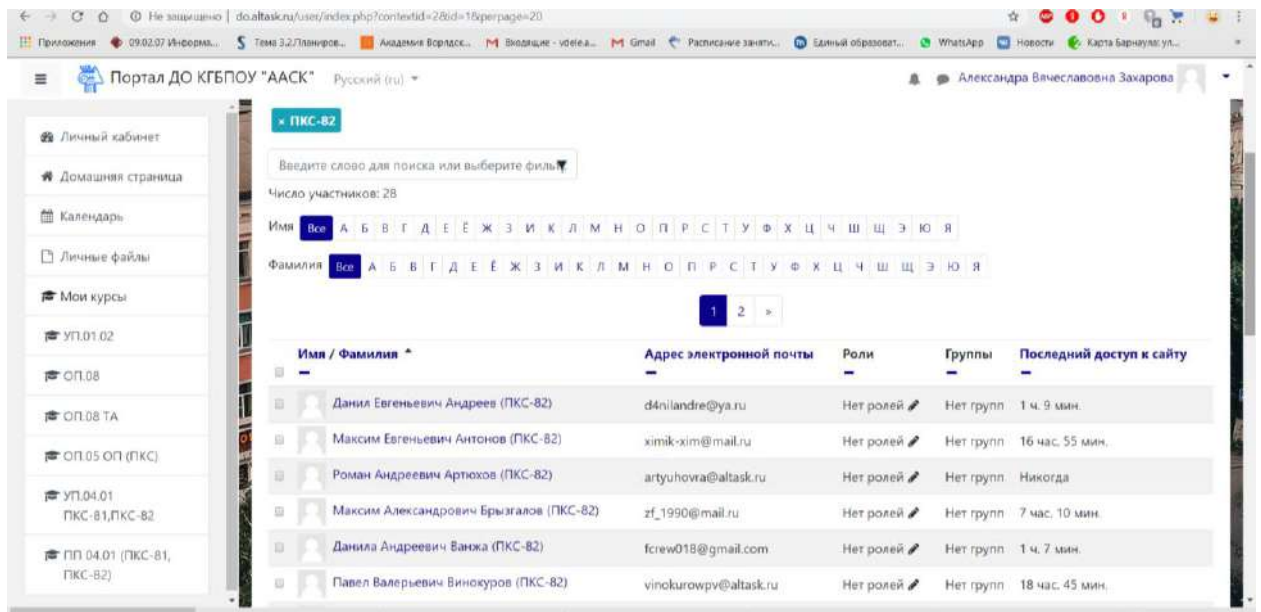 Не защищено | do.altask.ru/user/index.php?contextid=2&id=1&perpage=20
Приложения 09.02.07 Информа... Тема 3.2.Планиров... Академия Ворлдск... Входящие - Gmail Расписание заняти... Единый образоват... WhatsApp Новости Карта Барнаула: ул...
Портал ДО КГБПОУ "ААСК" Русский (ru) Александра Вячеславовна Захарова
Личный кабинет
Домашняя страница
Календарь
Личные файлы
Мои курсы
УП.01.02
ОП.08
ОП.08 ТА
ОП.05 ОП (ПКС)
УП.04.01
ПКС-81,ПКС-82
ПП 04.01 (ПКС-81,
ПКС-82)
× ПКС-82
Введите слово для поиска или выберите фильт
Число участников: 28
Имя Все А Б В Г Д Е Ё Ж З И К Л М Н О П Р С Т У Ф Х Ц Ч Ш Щ Э Ю Я
Фамилия Все А Б В Г Д Е Ё Ж З И К Л М Н О П Р С Т У Ф Х Ц Ч Ш Щ Э Ю Я
1 2 »
Имя / Фамилия Адрес электронной почты Роли Группы Последний доступ к сайту
Данил Евгеньевич Андреев (ПКС-82) d4nilandre@ya.ru Нет ролей Нет групп 1 ч. 9 мин.
Максим Евгеньевич Антонов (ПКС-82) ximik-xim@mail.ru Нет ролей Нет групп 16 час. 55 мин.
Роман Андреевич Артюхов (ПКС-82) artyuhovra@altask.ru Нет ролей Нет групп Никогда
Максим Александрович Брызгалов (ПКС-82) zf_1990@mail.ru Нет ролей Нет групп 7 час. 10 мин.
Данила Андреевич Ванжа (ПКС-82) fcrew018@gmail.com Нет ролей Нет групп 1 ч. 7 мин.
Павел Валерьевич Винокуров (ПКС-82) vinokurowpv@altask.ru Нет ролей Нет групп 18 час. 45 мин.